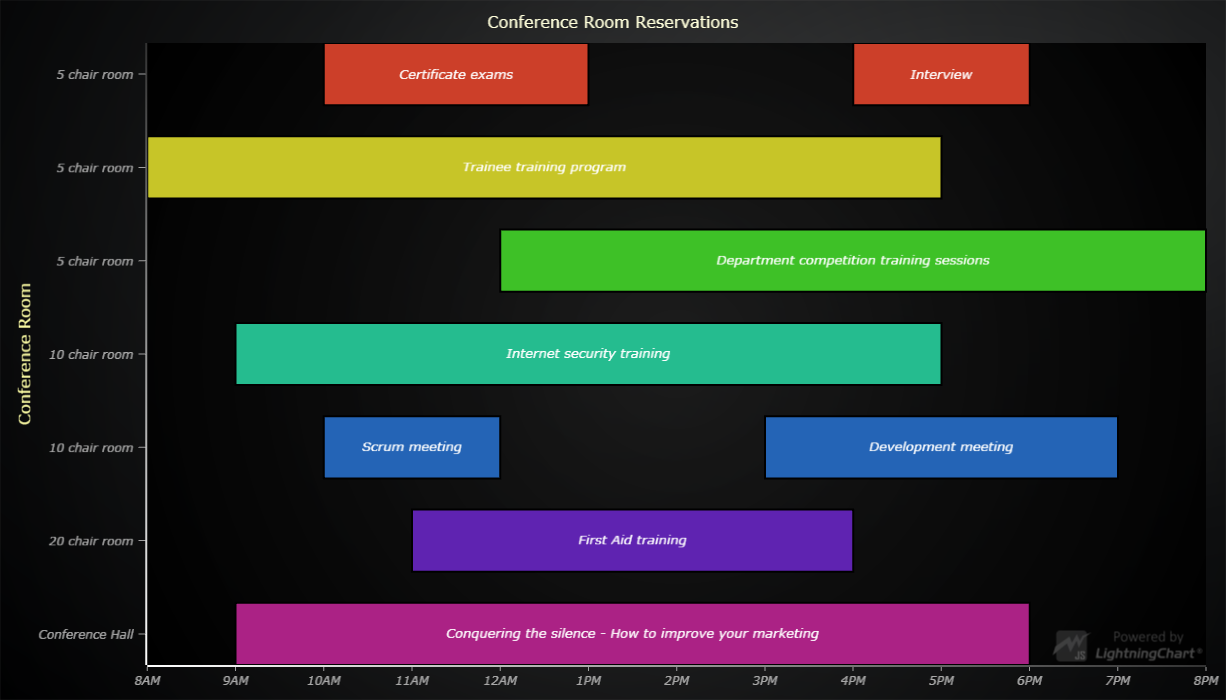 Conference Room Reservations
5 chair room
Certificate exams
Interview
5 chair room
Trainee training program
5 chair room
Department competition training sessions
Conference Room
10 chair room
Internet security training
10 chair room
Scrum meeting
Development meeting
20 chair room
First Aid training
Conference Hall
Conquering the silence - How to improve your marketing
JS
Powered by
LightningChart®
8AM 9AM 10AM 11AM 12AM 1PM 2PM 3PM 4PM 5PM 6PM 7PM 8PM